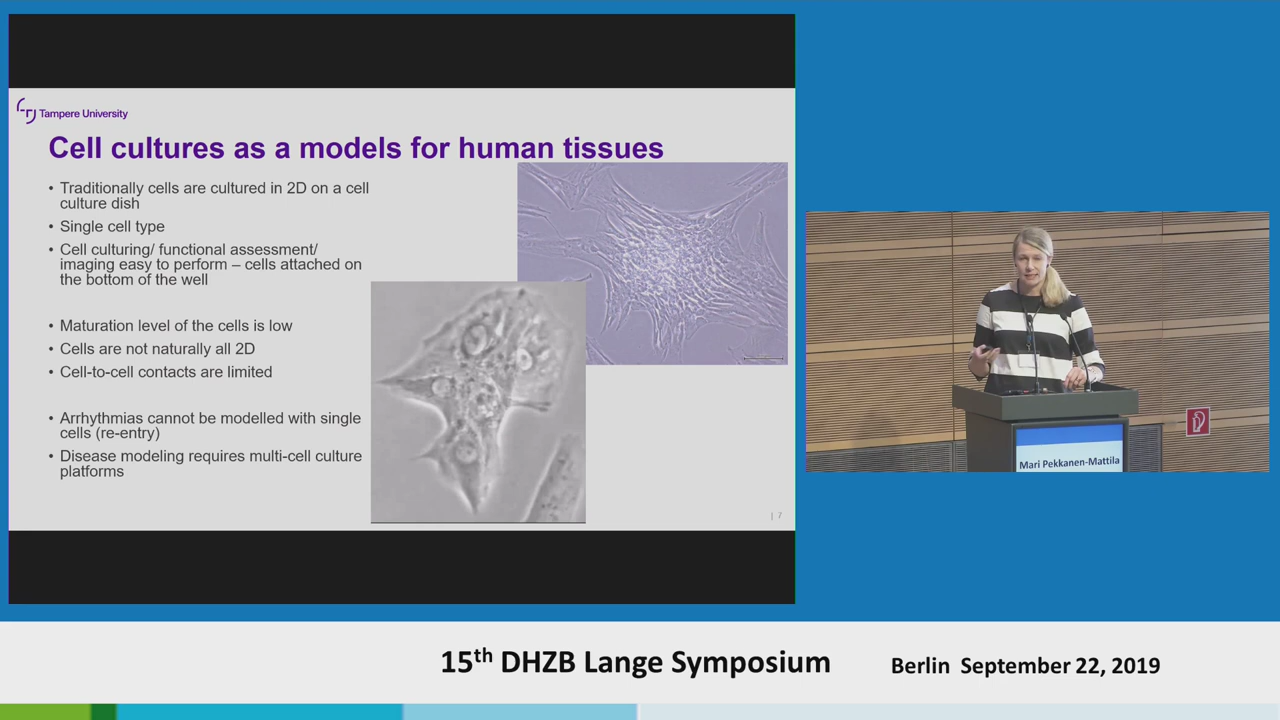 Tampere University
Cell cultures as a models for human tissues
• Traditionally cells are cultured in 2D on a cell
culture dish
• Single cell type
• Cell culturing/ functional assessment/
imaging easy to perform – cells attached on
the bottom of the well
• Maturation level of the cells is low
• Cells are not naturally all 2D
• Cell-to-cell contacts are limited
• Arrhythmias cannot be modelled with single
cells (re-entry)
• Disease modeling requires multi-cell culture
platforms
| 7
Mari Pekkanen-Mattila
15th DHZB Lange Symposium
Berlin September 22, 2019